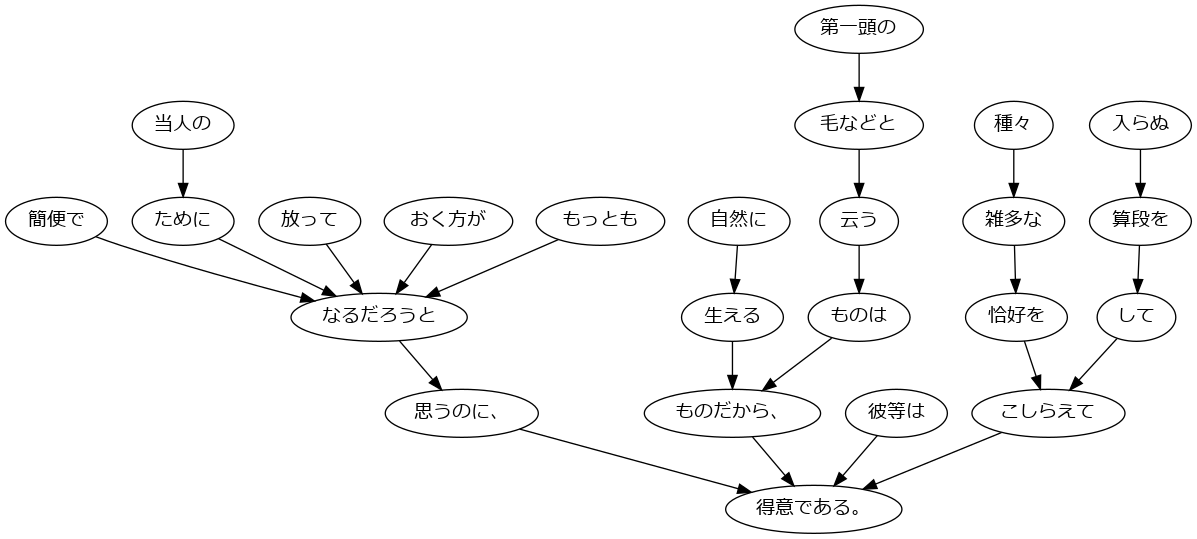 第一頭の
当人の
毛などと
種々
入らぬ
簡便で
ために
放って
おく方が
もっとも
自然に
云う
雑多な
算段を
なるだろうと
生える
ものは
恰好を
して
思うのに、
ものだから、
彼等は
こしらえて
得意である。